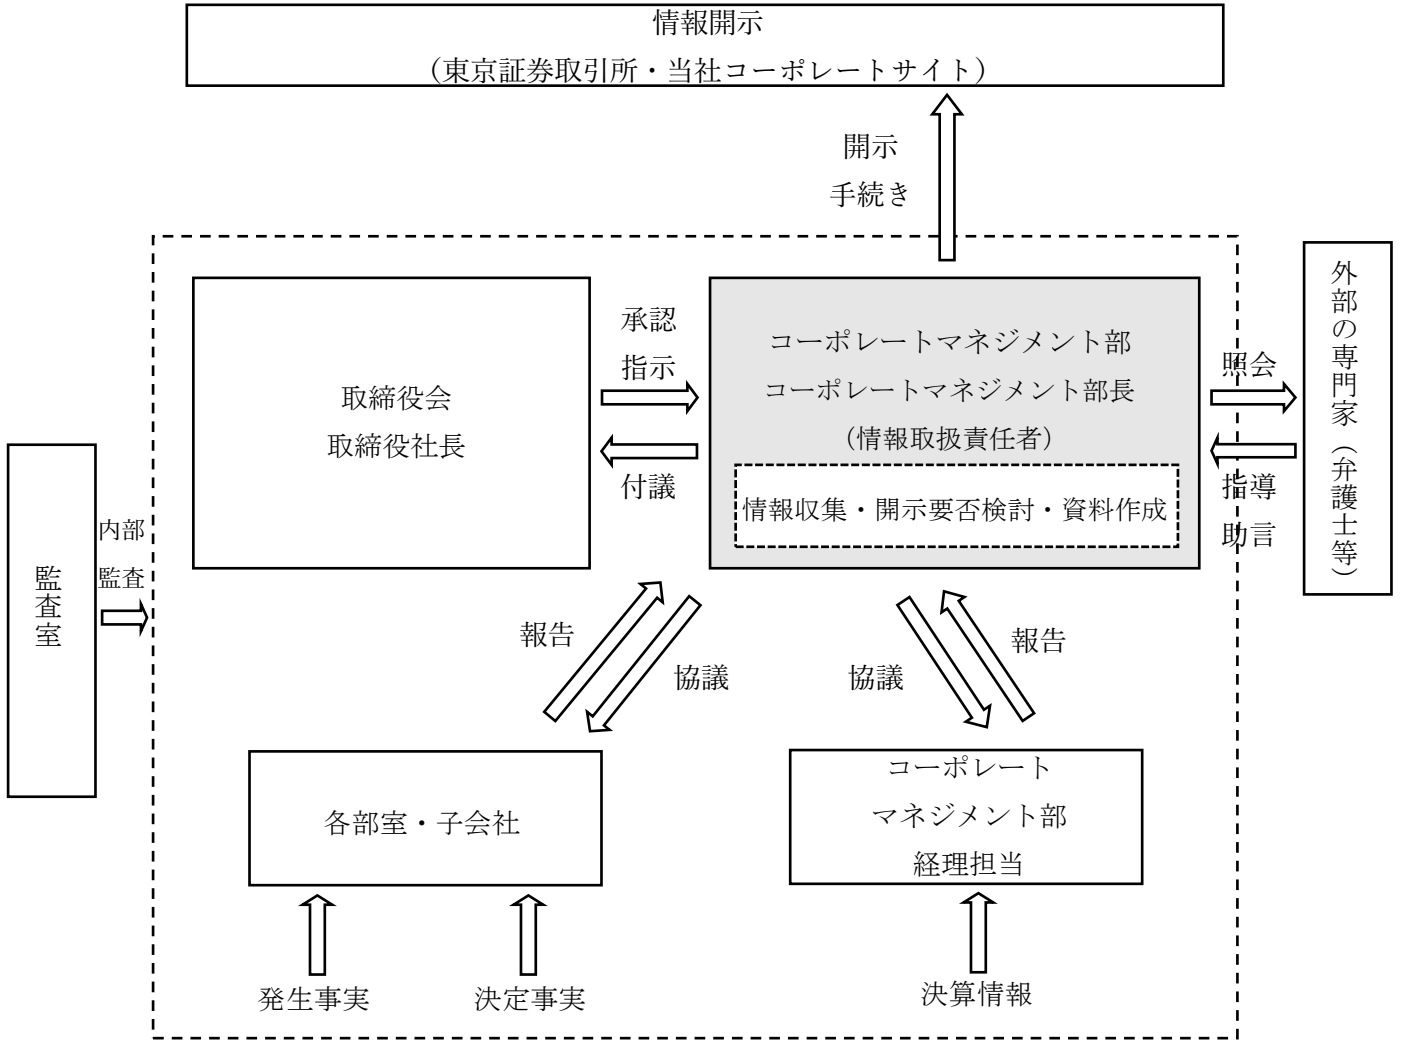 情報開示
（東京証券取引所・当社コーポレートサイト）
開示
手続き
取締役会
取締役社長
承認
指示
付議
コーポレートマネジメント部
コーポレートマネジメント部長
（情報取扱責任者）
情報収集・開示要否検討・資料作成
照会
指導
助言
外部の専門家（弁護士等）
監査室
内部
監査
報告
協議
協議
報告
各部室・子会社
コーポレート
マネジメント部
経理担当
発生事実
決定事実
決算情報